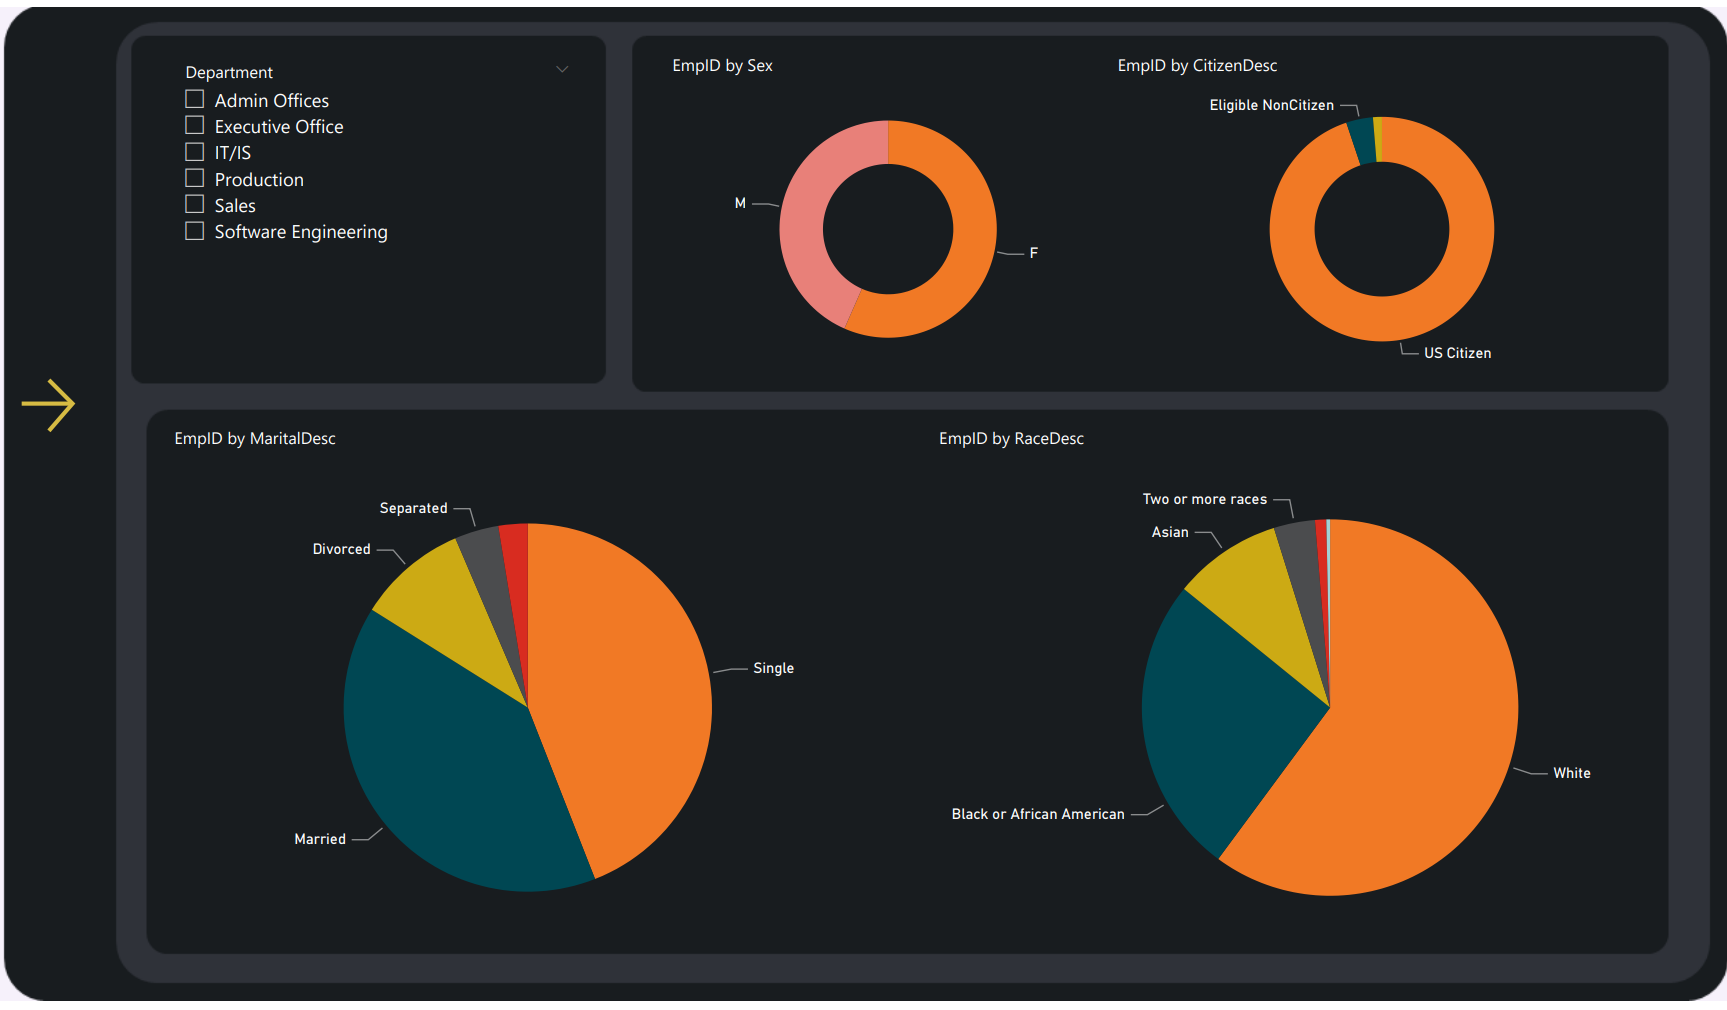 Department
Admin Offices
Executive Office
IT/IS
Production
Sales
Software Engineering
EmpID by Sex
M
F
EmpID by CitizenDesc
Eligible NonCitizen
US Citizen
EmpID by MaritalDesc
Separated
Divorced
Single
Married
EmpID by RaceDesc
Two or more races
Asian
White
Black or African American